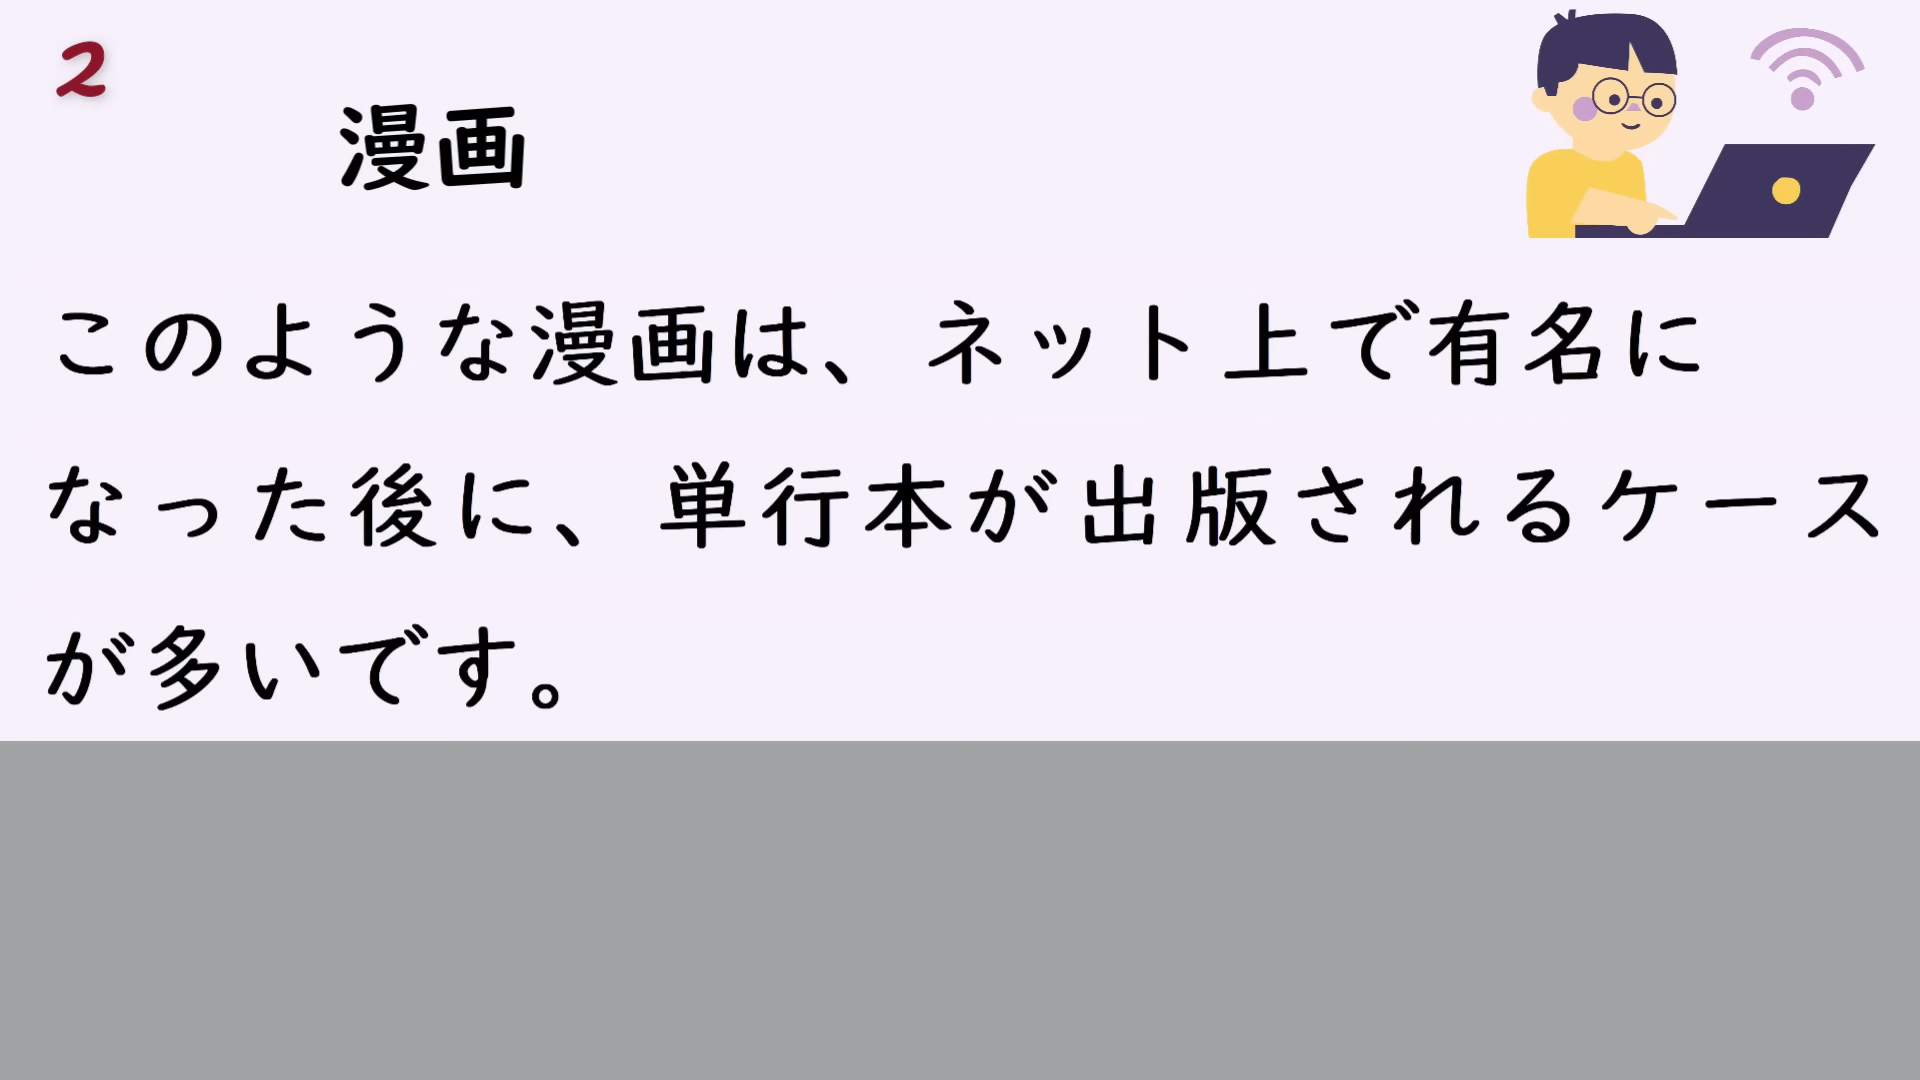 2
漫画
このような漫画は、ネット上で有名に
なった後に、単行本が出版されるケース
が多いです。